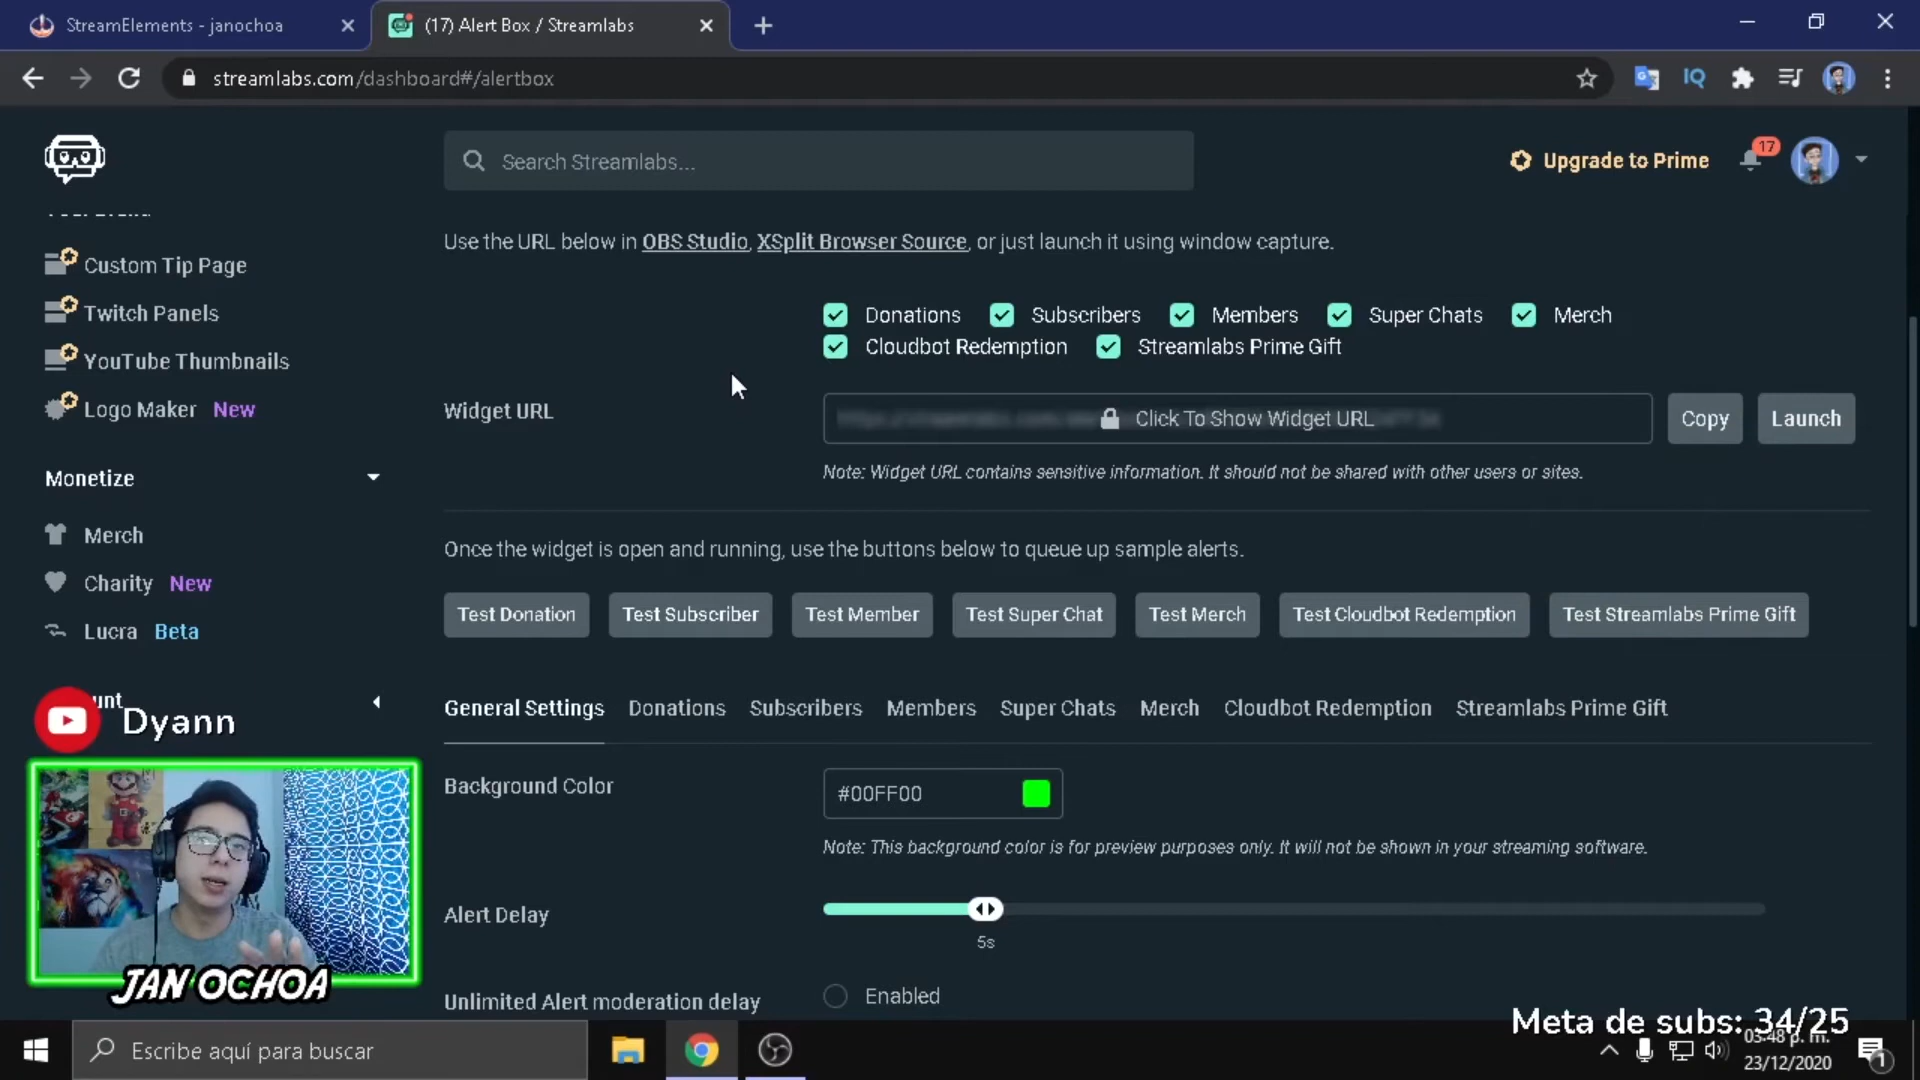 StreamElements - janochoa
(17) Alert Box / Streamlabs
streamlabs.com/dashboard#/alertbox
Search Streamlabs...
Upgrade to Prime
17
Custom Tip Page
Twitch Panels
YouTube Thumbnails
Logo Maker New
Monetize
Merch
Charity New
Lucra Beta
Use the URL below in OBS Studio, XSplit Browser Source, or just launch it using window capture.
Donations Subscribers Members Super Chats Merch
Cloudbot Redemption Streamlabs Prime Gift
Widget URL
Click To Show Widget URL
Copy
Launch
Note: Widget URL contains sensitive information. It should not be shared with other users or sites.
Once the widget is open and running, use the buttons below to queue up sample alerts.
Test Donation Test Subscriber Test Member Test Super Chat Test Merch Test Cloudbot Redemption Test Streamlabs Prime Gift
General Settings Donations Subscribers Members Super Chats Merch Cloudbot Redemption Streamlabs Prime Gift
Background Color
#00FF00
Note: This background color is for preview purposes only. It will not be shown in your streaming software.
Alert Delay
5s
Unlimited Alert moderation delay
Enabled
Dyann
JAN OCHOA
Meta de subs: 34/25
Escribe aquí para buscar
03:48 p. m.
23/12/2020
1